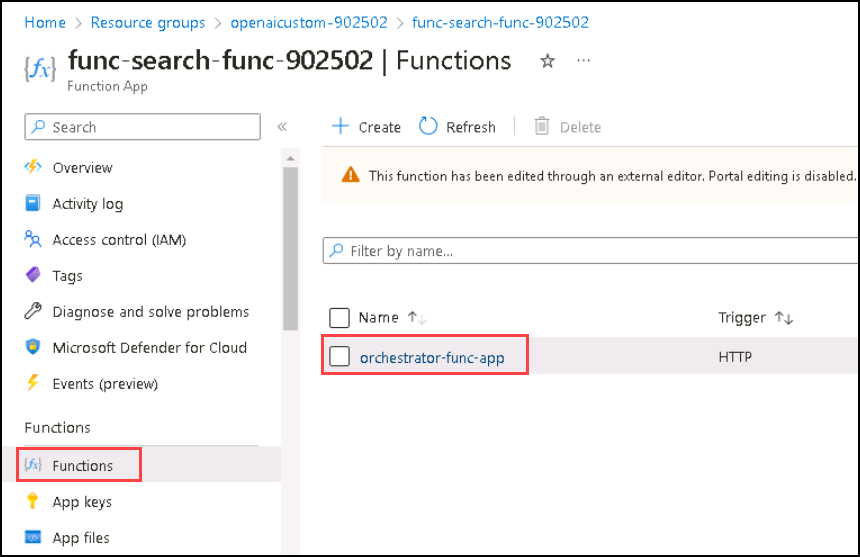 Home > Resource groups > openaicustom-902502 > func-search-func-902502
{fx} func-search-func-902502 | Functions ☆ ...
Function App
Search «
Create Refresh Delete
Overview
This function has been edited through an external editor. Portal editing is disabled.
Activity log
Access control (IAM)
Filter by name...
Tags
Diagnose and solve problems
Name ↑↓ Trigger ↑↓
Microsoft Defender for Cloud
orchestrator-func-app HTTP
Events (preview)
Functions
{fx} Functions
App keys
App files